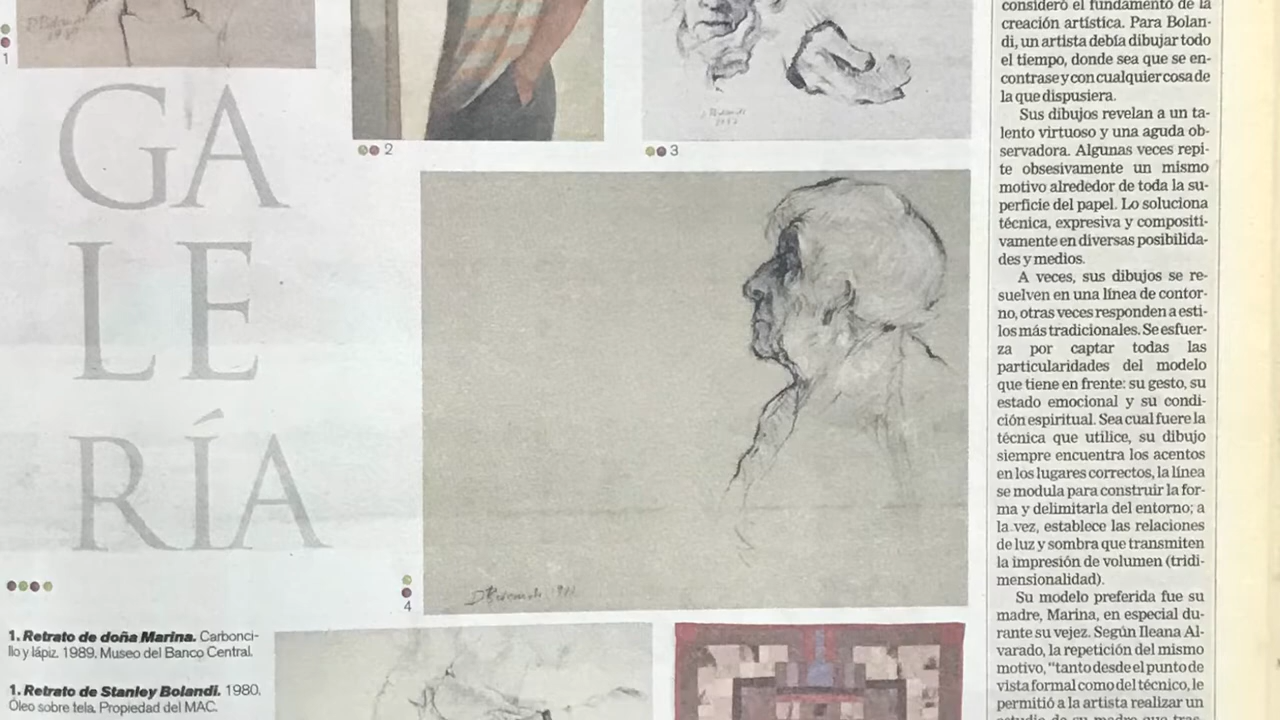 1
2
3
GA
LE
RÍA
4
1. Retrato de doña Marina. Carbonci-
llo y lápiz. 1989. Museo del Banco Central.
1. Retrato de Stanley Bolandi. 1980.
Óleo sobre tela. Propiedad del MAC.
consideró el fundamento de la
creación artística. Para Bolan-
di, un artista debía dibujar todo
el tiempo, donde sea que se en-
contrase y con cualquier cosa de
la que dispusiera.
Sus dibujos revelan a un ta-
lento virtuoso y una aguda ob-
servadora. Algunas veces repi-
te obsesivamente un mismo
motivo alrededor de toda la su-
perficie del papel. Lo soluciona
técnica, expresiva y compositi-
vamente en diversas posibilida-
des y medios.
A veces, sus dibujos se re-
suelven en una línea de contor-
no, otras veces responden a esti-
los más tradicionales. Se esfuer-
za por captar todas las
particularidades del modelo
que tiene en frente: su gesto, su
estado emocional y su condi-
ción espiritual. Sea cual fuere la
técnica que utilice, su dibujo
siempre encuentra los acentos
en los lugares correctos, la línea
se modula para construir la for-
ma y delimitarla del entorno; a
la vez, establece las relaciones
de luz y sombra que transmiten
la impresión de volumen (tridi-
mensionalidad).
Su modelo preferida fue su
madre, Marina, en especial du-
rante su vejez. Según Ileana Al-
varado, la repetición del mismo
motivo, "tanto desde el punto de
vista formal como del técnico, le
permitió a la artista realizar un